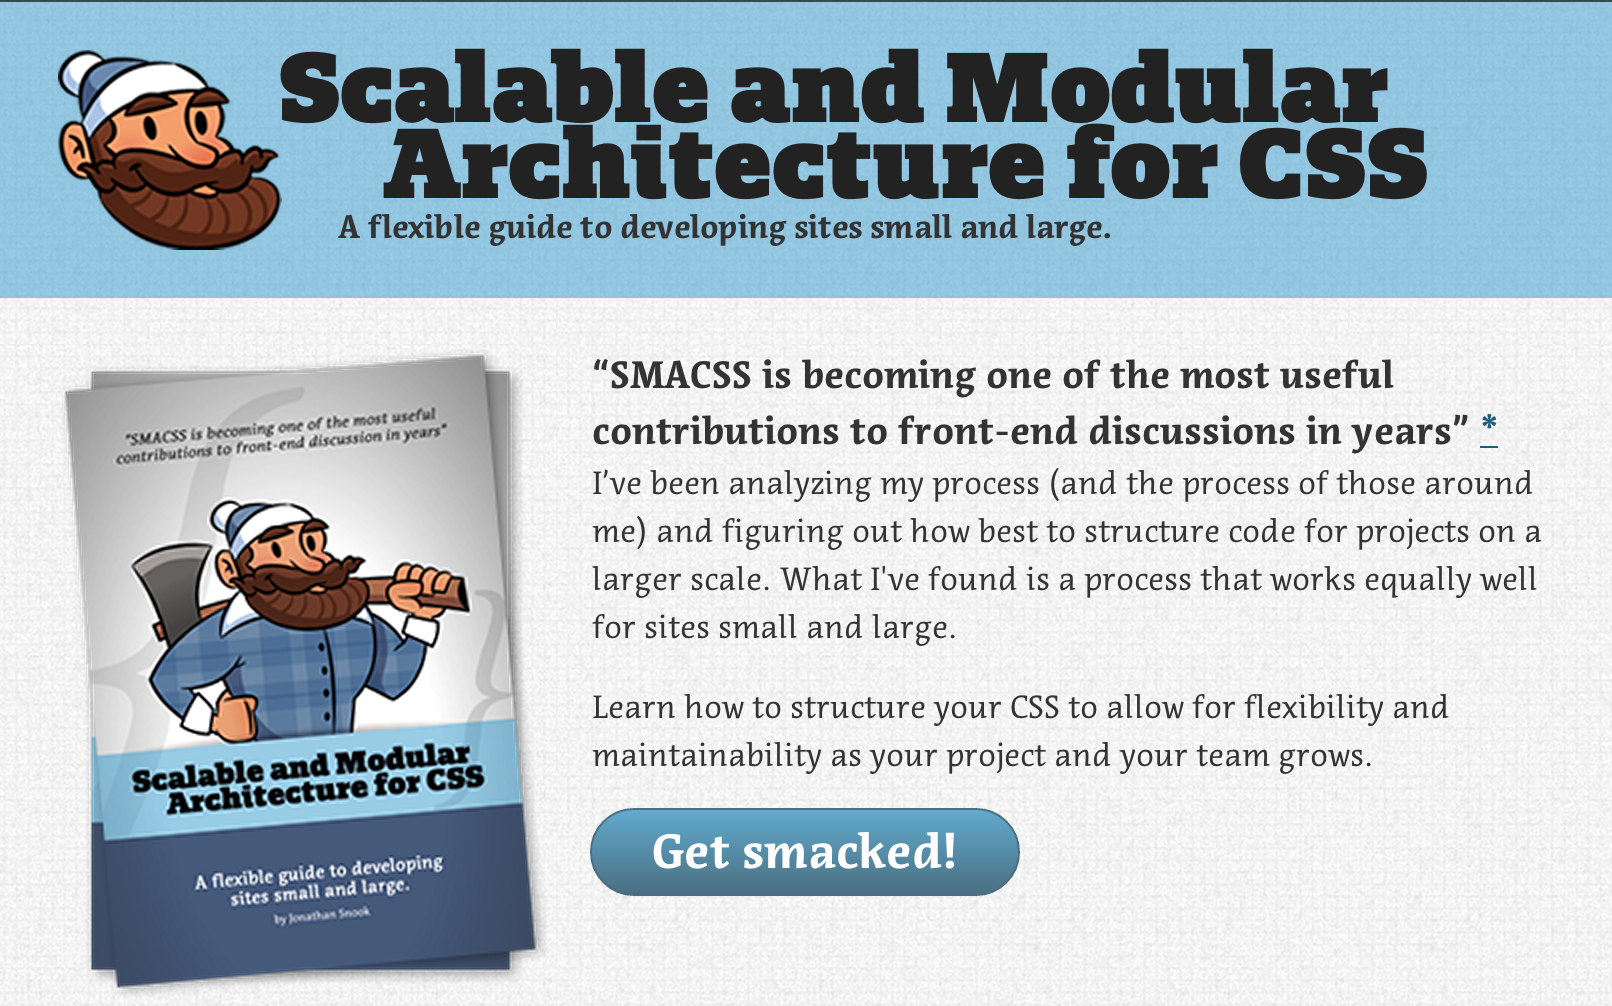 Scalable and Modular
Architecture for CSS
A flexible guide to developing sites small and large.
"SMACSS is becoming one of the most useful
contributions to front-end discussion in years"
Scalable and Modular
Architecture for CSS
A flexible guide to developing
sites small and large.
by Jonathan Snook
“SMACSS is becoming one of the most useful
contributions to front-end discussions in years” *
I’ve been analyzing my process (and the process of those around
me) and figuring out how best to structure code for projects on a
larger scale. What I've found is a process that works equally well
for sites small and large.
Learn how to structure your CSS to allow for flexibility and
maintainability as your project and your team grows.
Get smacked!